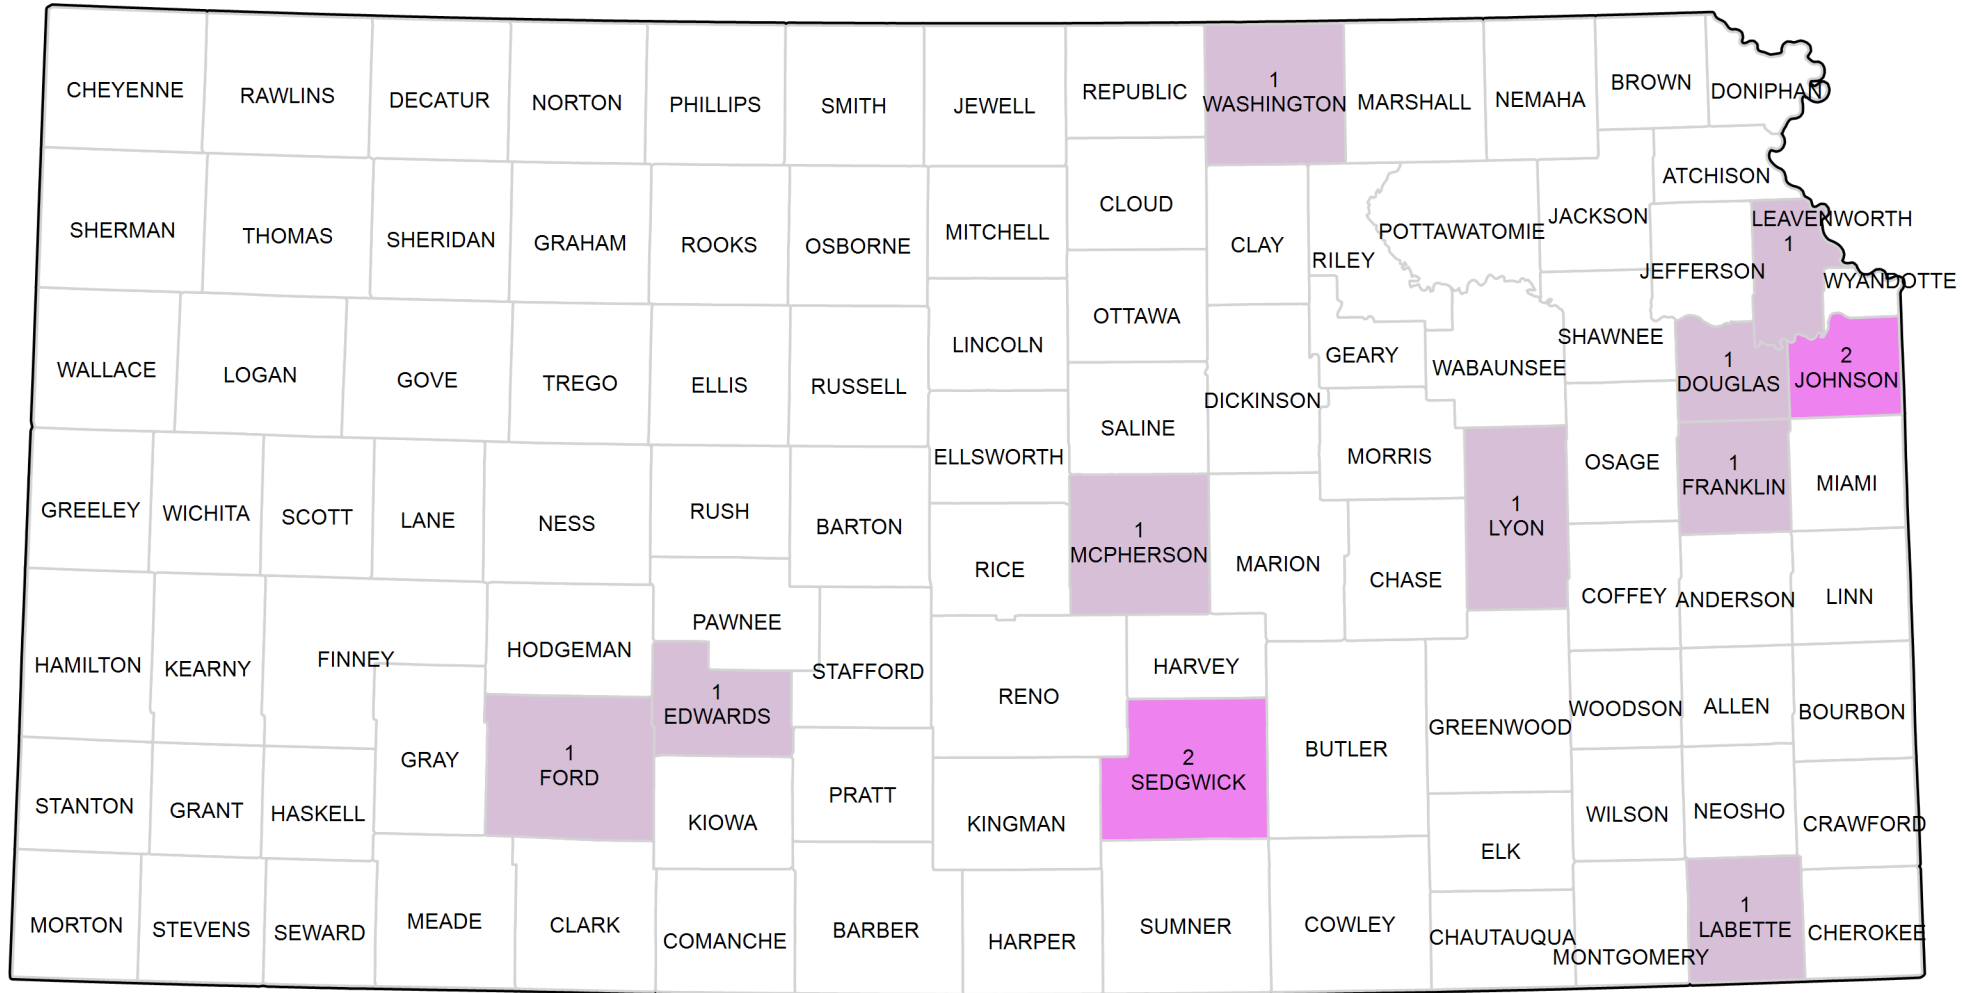 CHEYENNE
RAWLINS
DECATUR
NORTON
PHILLIPS
SMITH
JEWELL
REPUBLIC
1
WASHINGTON
MARSHALL
NEMAHA
BROWN
DONIPHAN
SHERMAN
THOMAS
SHERIDAN
GRAHAM
ROOKS
OSBORNE
MITCHELL
CLOUD
CLAY
RILEY
POTTAWATOMIE
JACKSON
ATCHISON
JEFFERSON
LEAVENWORTH
1
WYANDOTTE
WALLACE
LOGAN
GOVE
TREGO
ELLIS
RUSSELL
LINCOLN
OTTAWA
SALINE
DICKINSON
GEARY
WABAUNSEE
SHAWNEE
1
DOUGLAS
2
JOHNSON
GREELEY
WICHITA
SCOTT
LANE
NESS
RUSH
BARTON
ELLSWORTH
RICE
1
MCPHERSON
MARION
MORRIS
CHASE
1
LYON
OSAGE
1
FRANKLIN
MIAMI
HAMILTON
KEARNY
FINNEY
HODGEMAN
PAWNEE
1
EDWARDS
STAFFORD
RENO
HARVEY
COFFEY
ANDERSON
LINN
GRAY
1
FORD
KIOWA
PRATT
KINGMAN
2
SEDGWICK
BUTLER
GREENWOOD
WOODSON
ALLEN
BOURBON
STANTON
GRANT
HASKELL
ELK
WILSON
NEOSHO
CRAWFORD
MORTON
STEVENS
SEWARD
MEADE
CLARK
COMANCHE
BARBER
HARPER
SUMNER
COWLEY
CHAUTAUQUA
MONTGOMERY
1
LABETTE
CHEROKEE